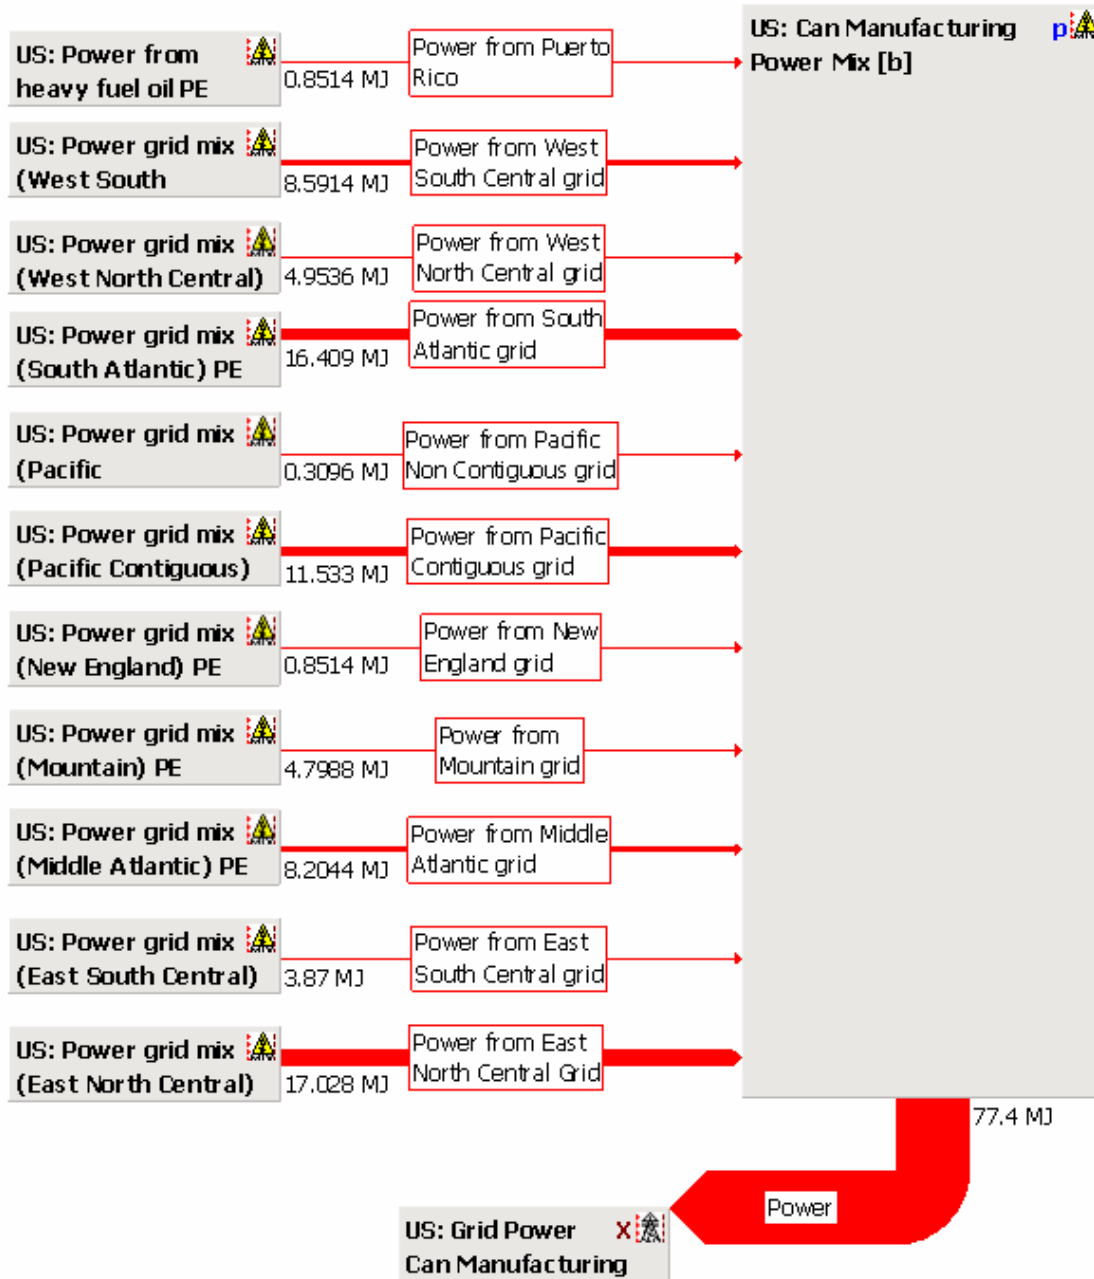 US: Power from
heavy fuel oil PE
0.8514 MJ
Power from Puerto
Rico
US: Can Manufacturing
Power Mix [b]
p
US: Power grid mix
(West South
8.5914 MJ
Power from West
South Central grid
US: Power grid mix
(West North Central)
4.9536 MJ
Power from West
North Central grid
US: Power grid mix
(South Atlantic) PE
16.409 MJ
Power from South
Atlantic grid
US: Power grid mix
(Pacific
0.3096 MJ
Power from Pacific
Non Contiguous grid
US: Power grid mix
(Pacific Contiguous)
11.533 MJ
Power from Pacific
Contiguous grid
US: Power grid mix
(New England) PE
0.8514 MJ
Power from New
England grid
US: Power grid mix
(Mountain) PE
4.7988 MJ
Power from
Mountain grid
US: Power grid mix
(Middle Atlantic) PE
8.2044 MJ
Power from Middle
Atlantic grid
US: Power grid mix
(East South Central)
3.87 MJ
Power from East
South Central grid
US: Power grid mix
(East North Central)
17.028 MJ
Power from East
North Central Grid
77.4 MJ
Power
US: Grid Power X
Can Manufacturing